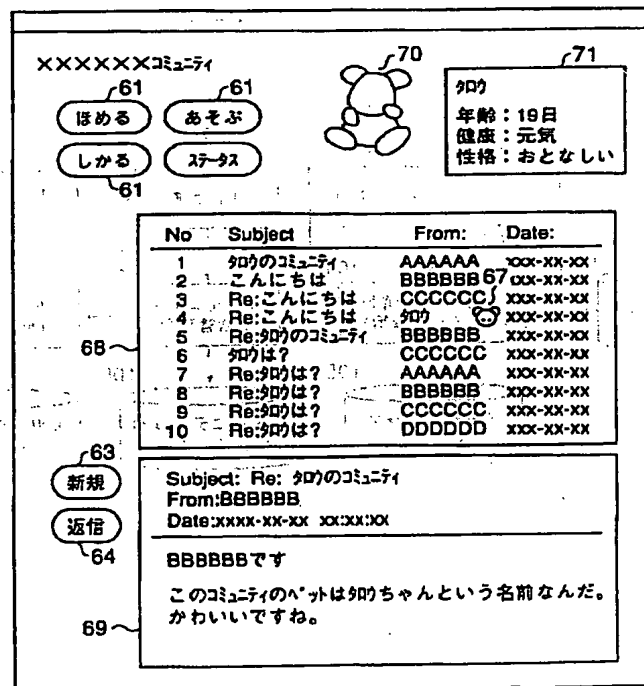 ××××××コミュニティ
70
71
61
61
ほめる
あそぶ
しかる
ステータス
61
タロウ
年齢：19日
健康：元気
性格：おとなしい
No Subject From: Date:
1 タロウのコミュニティ AAAAAA xxx-xx-xx
2 こんにちは BBBBBB 67 xxx-xx-xx
3 Re:こんにちは CCCCCC xxx-xx-xx
4 Re:こんにちは タロウ xxx-xx-xx
5 Re:タロウのコミュニティ BBBBBB xxx-xx-xx
6 タロウは? CCCCCC xxx-xx-xx
7 Re:タロウは? AAAAAA xxx-xx-xx
8 Re:タロウは? BBBBBB xxx-xx-xx
9 Re:タロウは? CCCCCC xxx-xx-xx
10 Re:タロウは? DDDDDD xxx-xx-xx
68
63
新規
返信
64
Subject: Re: タロウのコミュニティ
From:BBBBBB
Date:xxxx-xx-xx xx:xx:xx
BBBBBBです
このコミュニティのペットはタロウちゃんという名前なんだ。
かわいいですね。
69